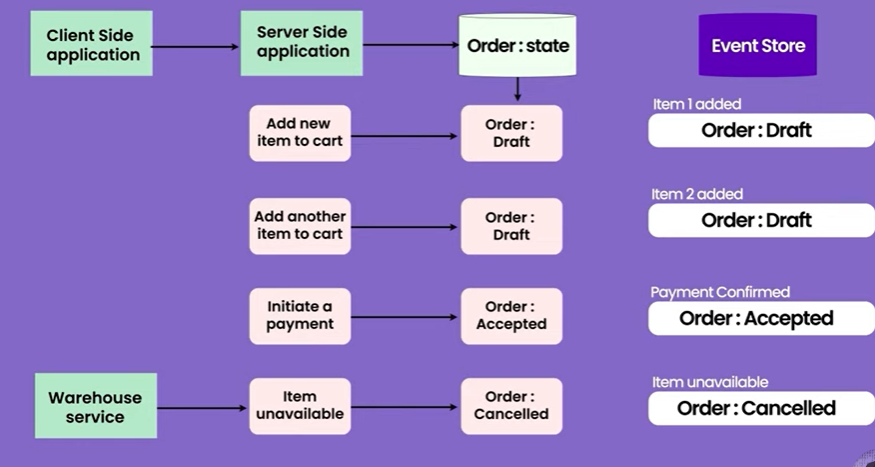 Client Side
application
Server Side
application
Order : state
Event Store
Add new
item to cart
Order :
Draft
Item 1 added
Order : Draft
Add another
item to cart
Order :
Draft
Item 2 added
Order : Draft
Initiate a
payment
Order :
Accepted
Payment Confirmed
Order : Accepted
Warehouse
service
Item
unavailable
Order :
Cancelled
Item unavailable
Order : Cancelled